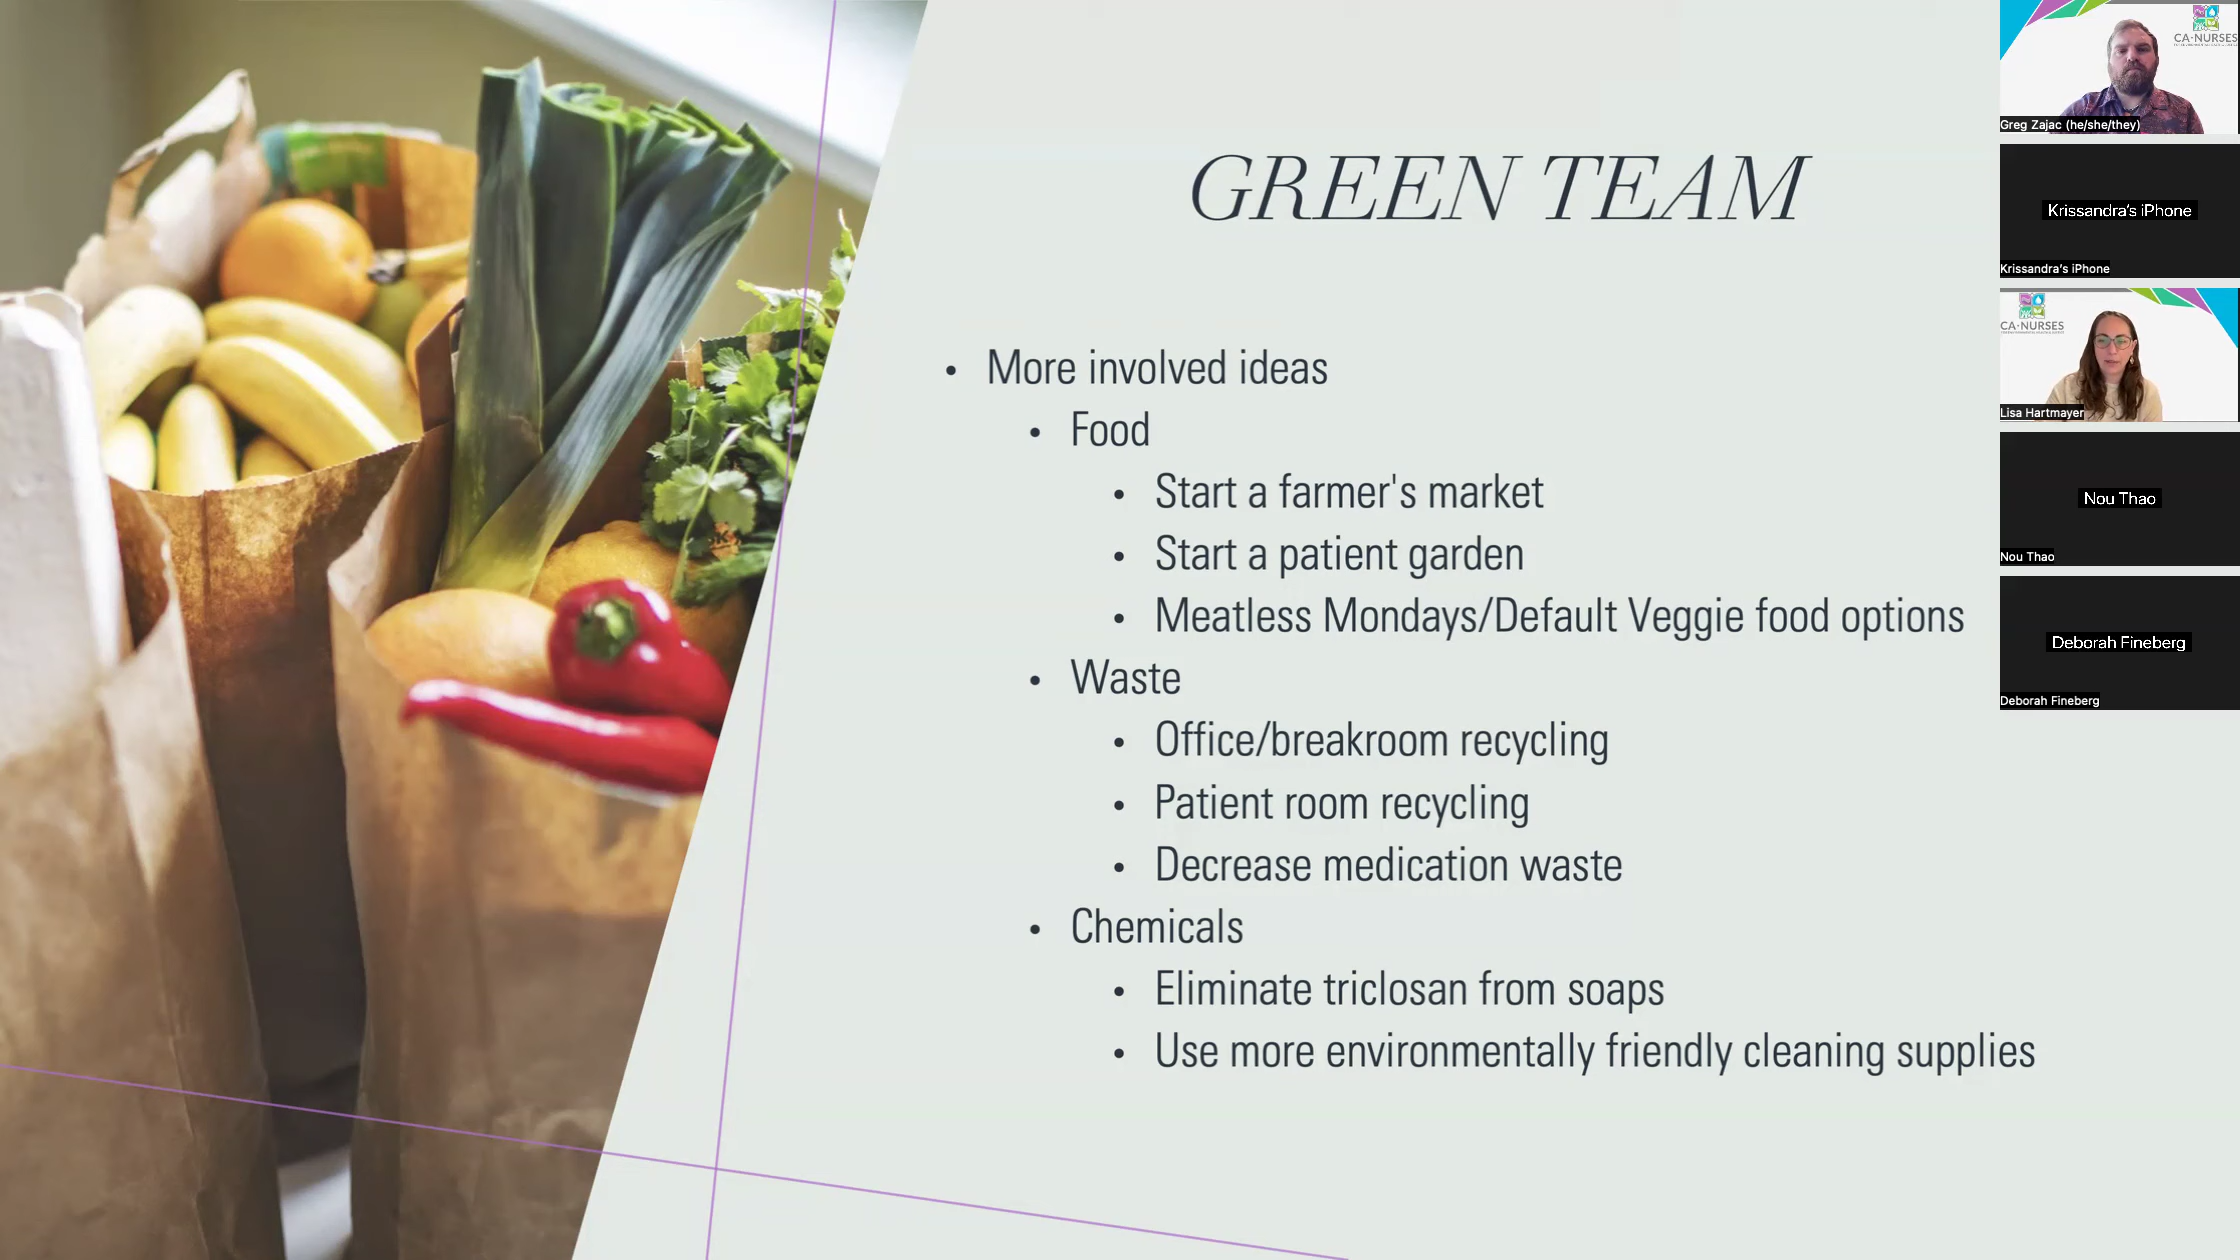 GREEN TEAM
• More involved ideas
• Food
• Start a farmer's market
• Start a patient garden
• Meatless Mondays/Default Veggie food options
• Waste
• Office/breakroom recycling
• Patient room recycling
• Decrease medication waste
• Chemicals
• Eliminate triclosan from soaps
• Use more environmentally friendly cleaning supplies
CA·NURSES
Greg Zajac (he/she/they)
Krissandra's iPhone
Krissandra's iPhone
CA·NURSES
Lisa Hartmayer
Nou Thao
Nou Thao
Deborah Fineberg
Deborah Fineberg